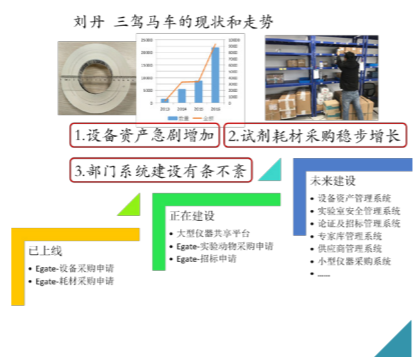 刘丹 三驾马车的现状和走势
1.设备资产急剧增加
2.试剂耗材采购稳步增长
3.部门系统建设有条不紊
未来建设
• 设备资产管理系统
• 实验室安全管理系统
• 论证及招标管理系统
• 专家库管理系统
• 供应商管理系统
• 小型仪器采购系统
• ......
正在建设
• 大型仪器共享平台
• Egate-实验动物采购申请
• Egate-招标申请
已上线
• Egate-设备采购申请
• Egate-耗材采购申请